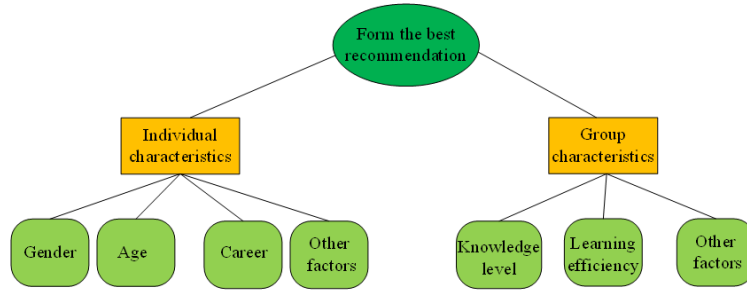 Form the best
recommendation
Individual
characteristics
Group
characteristics
Gender
Age
Career
Other
factors
Knowledge
level
Learning
efficiency
Other
factors